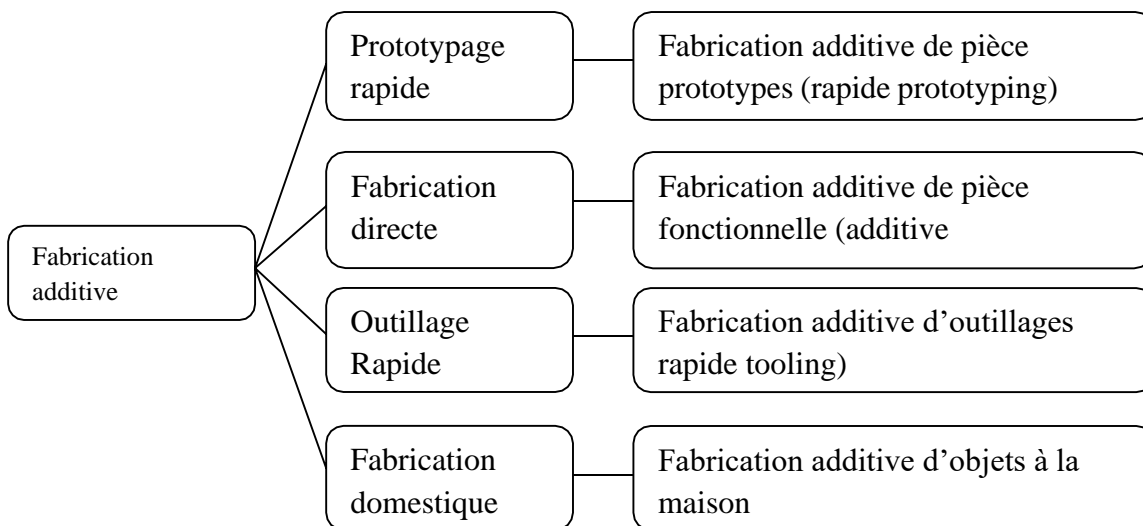 Fabrication
additive
Prototypage
rapide
Fabrication additive de pièce
prototypes (rapide prototyping)
Fabrication
directe
Fabrication additive de pièce
fonctionnelle (additive
Outillage
Rapide
Fabrication additive d’outillages
rapide tooling)
Fabrication
domestique
Fabrication additive d’objets à la
maison